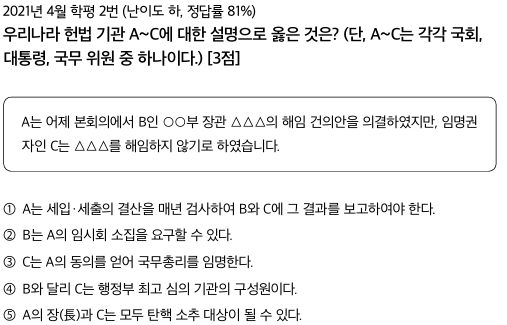 2021년 4월 학평 2번 (난이도 하, 정답률 81%)
우리나라 헌법 기관 A~C에 대한 설명으로 옳은 것은? (단, A~C는 각각 국회,
대통령, 국무 위원 중 하나이다.) [3점]
A는 어제 본회의에서 B인 ○○부 장관 △△△의 해임 건의안을 의결하였지만, 임명권
자인 C는 △△△를 해임하지 않기로 하였습니다.
① A는 세입·세출의 결산을 매년 검사하여 B와 C에 그 결과를 보고하여야 한다.
② B는 A의 임시회 소집을 요구할 수 있다.
③ C는 A의 동의를 얻어 국무총리를 임명한다.
④ B와 달리 C는 행정부 최고 심의 기관의 구성원이다.
⑤ A의 장(長)과 C는 모두 탄핵 소추 대상이 될 수 있다.